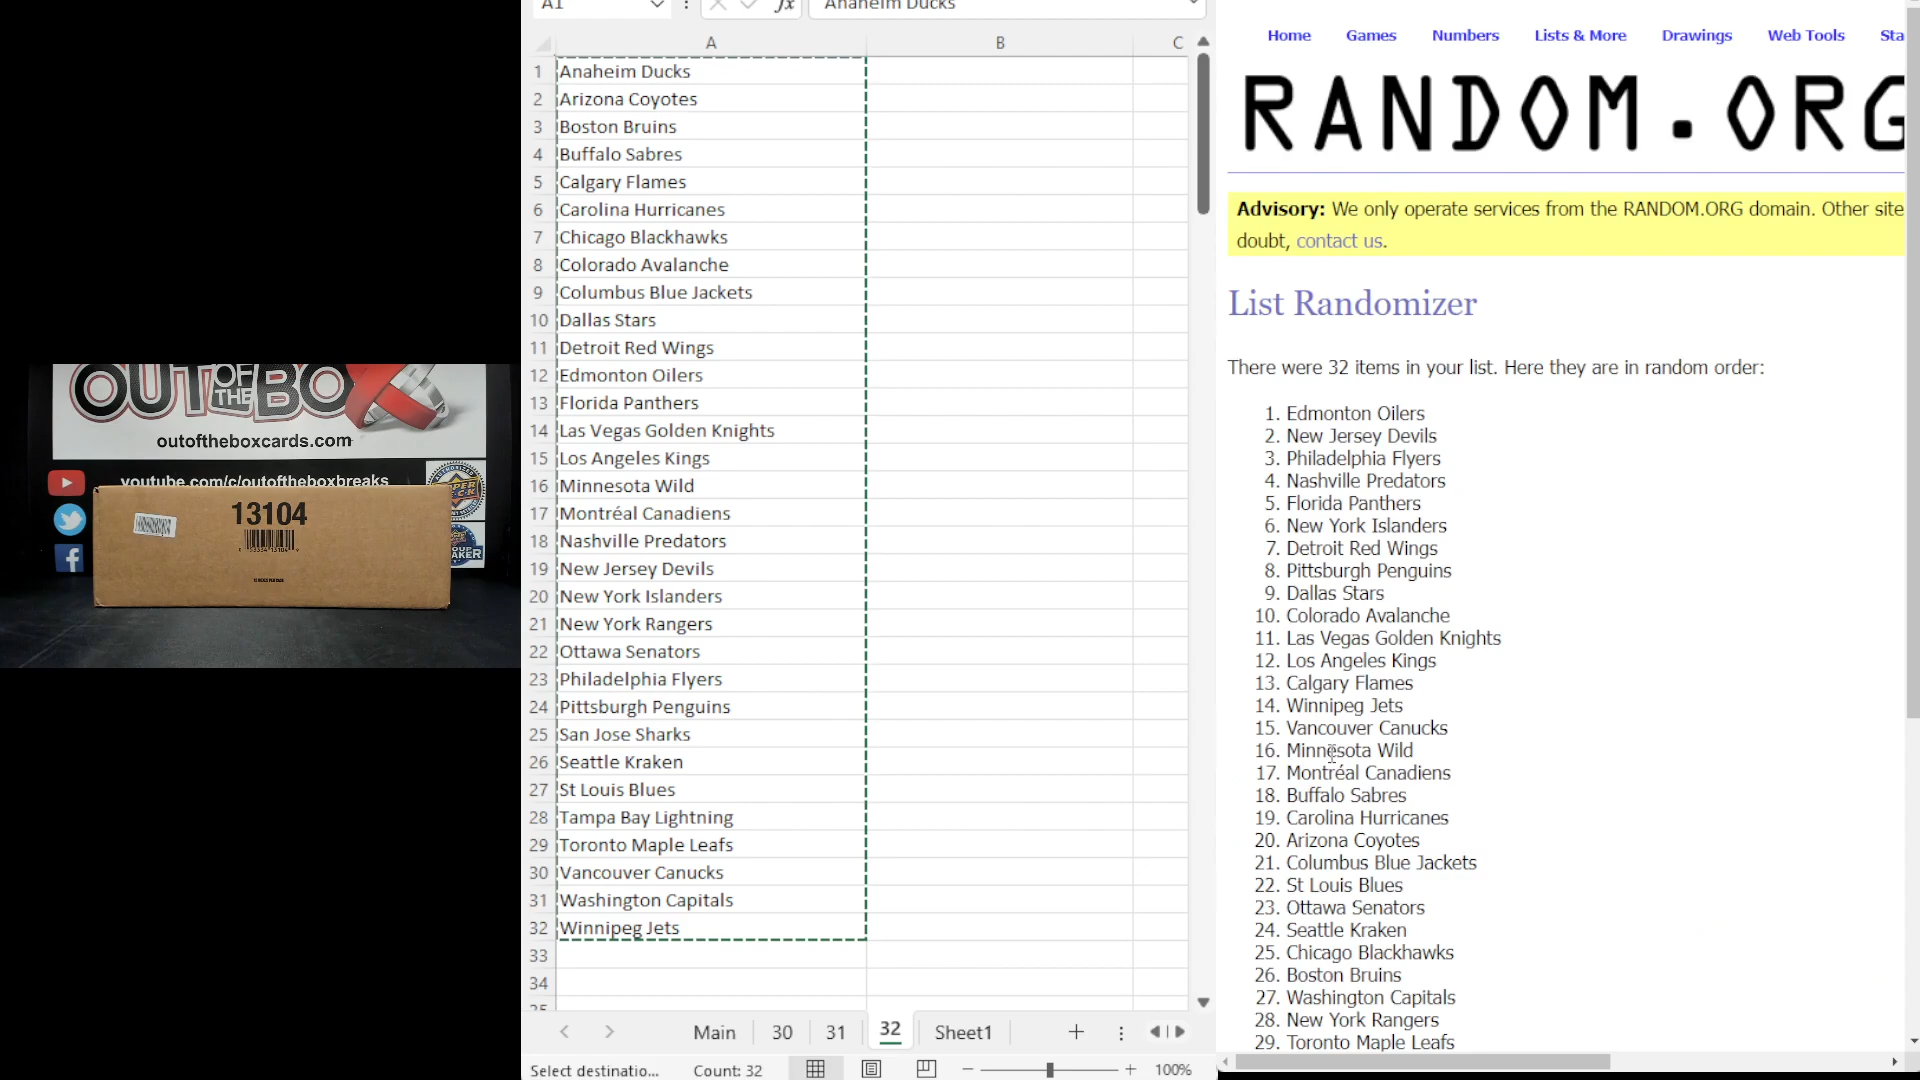 OUT OF THE BOX
outoftheboxcards.com
youtube.com/c/outoftheboxbreaks
13104
A1
fx
Anaheim Ducks
A B C
1 Anaheim Ducks
2 Arizona Coyotes
3 Boston Bruins
4 Buffalo Sabres
5 Calgary Flames
6 Carolina Hurricanes
7 Chicago Blackhawks
8 Colorado Avalanche
9 Columbus Blue Jackets
10 Dallas Stars
11 Detroit Red Wings
12 Edmonton Oilers
13 Florida Panthers
14 Las Vegas Golden Knights
15 Los Angeles Kings
16 Minnesota Wild
17 Montréal Canadiens
18 Nashville Predators
19 New Jersey Devils
20 New York Islanders
21 New York Rangers
22 Ottawa Senators
23 Philadelphia Flyers
24 Pittsburgh Penguins
25 San Jose Sharks
26 Seattle Kraken
27 St Louis Blues
28 Tampa Bay Lightning
29 Toronto Maple Leafs
30 Vancouver Canucks
31 Washington Capitals
32 Winnipeg Jets
33
34
35
Main 30 31 32 Sheet1
Select destinatio... Count: 32 100%
Home Games Numbers Lists & More Drawings Web Tools Sta
RANDOM.ORG
Advisory: We only operate services from the RANDOM.ORG domain. Other site
doubt, contact us.
List Randomizer
There were 32 items in your list. Here they are in random order:
1. Edmonton Oilers
2. New Jersey Devils
3. Philadelphia Flyers
4. Nashville Predators
5. Florida Panthers
6. New York Islanders
7. Detroit Red Wings
8. Pittsburgh Penguins
9. Dallas Stars
10. Colorado Avalanche
11. Las Vegas Golden Knights
12. Los Angeles Kings
13. Calgary Flames
14. Winnipeg Jets
15. Vancouver Canucks
16. Minnesota Wild
17. Montréal Canadiens
18. Buffalo Sabres
19. Carolina Hurricanes
20. Arizona Coyotes
21. Columbus Blue Jackets
22. St Louis Blues
23. Ottawa Senators
24. Seattle Kraken
25. Chicago Blackhawks
26. Boston Bruins
27. Washington Capitals
28. New York Rangers
29. Toronto Maple Leafs